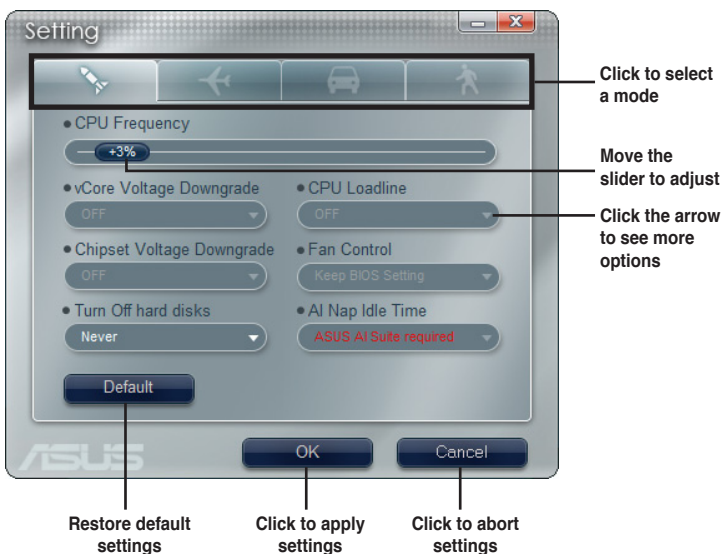 Setting
Click to select
a mode
CPU Frequency
+3%
Move the
slider to adjust
vCore Voltage Downgrade
CPU Loadline
OFF
OFF
Click the arrow
to see more
options
Chipset Voltage Downgrade
Fan Control
OFF
Keep BIOS Setting
Turn Off hard disks
AI Nap Idle Time
Never
ASUS AI Suite required
Default
ASUS
OK
Cancel
Restore default
settings
Click to apply
settings
Click to abort
settings